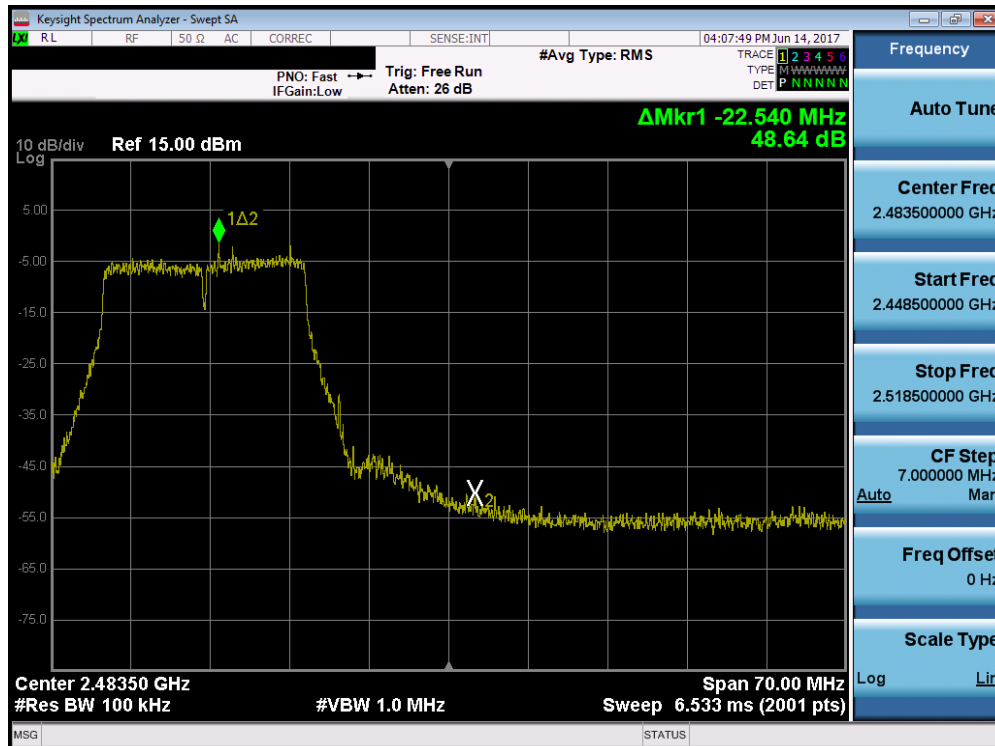 Keysight Spectrum Analyzer - Swept SA
LXI RL RF 50 Ω AC CORREC SENSE:INT 04:07:49 PM Jun 14, 2017
#Avg Type: RMS TRACE 1 2 3 4 5 6
PNO: Fast Trig: Free Run TYPE M W W W W W
IFGain:Low Atten: 26 dB DET P N N N N N
ΔMkr1 -22.540 MHz
48.64 dB
10 dB/div Ref 15.00 dBm
Log
1Δ2
5.00
-5.00
-15.0
-25.0
-35.0
-45.0
X2
-55.0
-65.0
-75.0
Center 2.48350 GHz Span 70.00 MHz
#Res BW 100 kHz #VBW 1.0 MHz Sweep 6.533 ms (2001 pts)
MSG STATUS
Frequency
Auto Tune
Center Freq
2.483500000 GHz
Start Freq
2.448500000 GHz
Stop Freq
2.518500000 GHz
CF Step
7.000000 MHz
Auto Man
Freq Offset
0 Hz
Scale Type
Log Lin